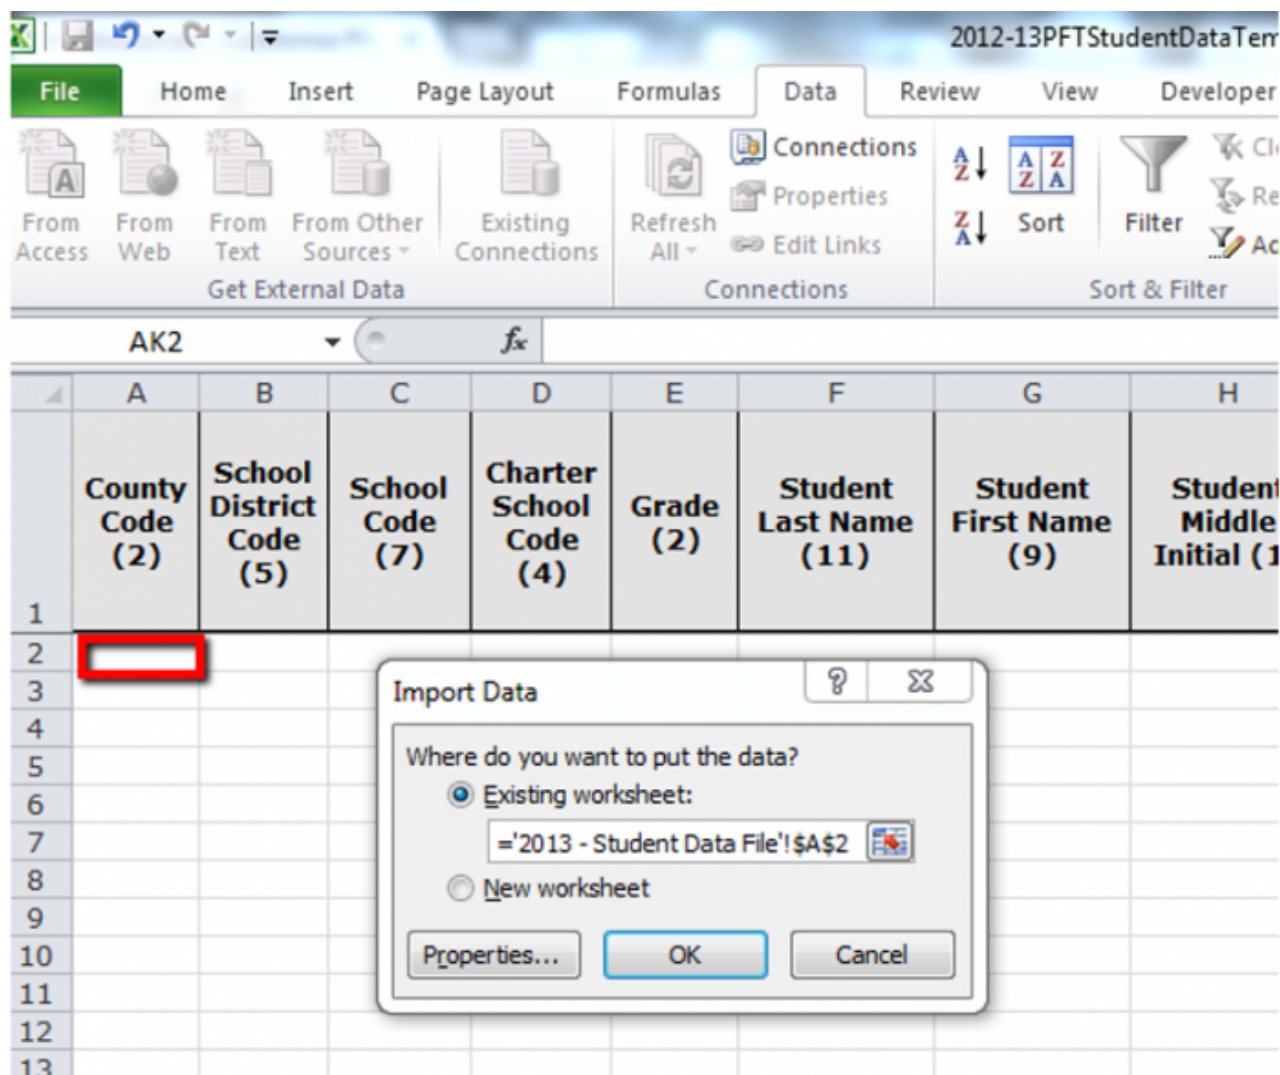 2012-13PFTStudentDataTem
File Home Insert Page Layout Formulas Data Review View Developer
From Access
From Web
From Text
From Other Sources
Existing Connections
Get External Data
Refresh All
Connections
Properties
Edit Links
Connections
Sort
Filter
Sort & Filter
AK2 fx
A B C D E F G H
1
County Code (2)
School District Code (5)
School Code (7)
Charter School Code (4)
Grade (2)
Student Last Name (11)
Student First Name (9)
Student Middle Initial (1
2
3
4
5
6
7
8
9
10
11
12
13
Import Data
Where do you want to put the data?
Existing worksheet:
='2013 - Student Data File'!$A$2
New worksheet
Properties... OK Cancel